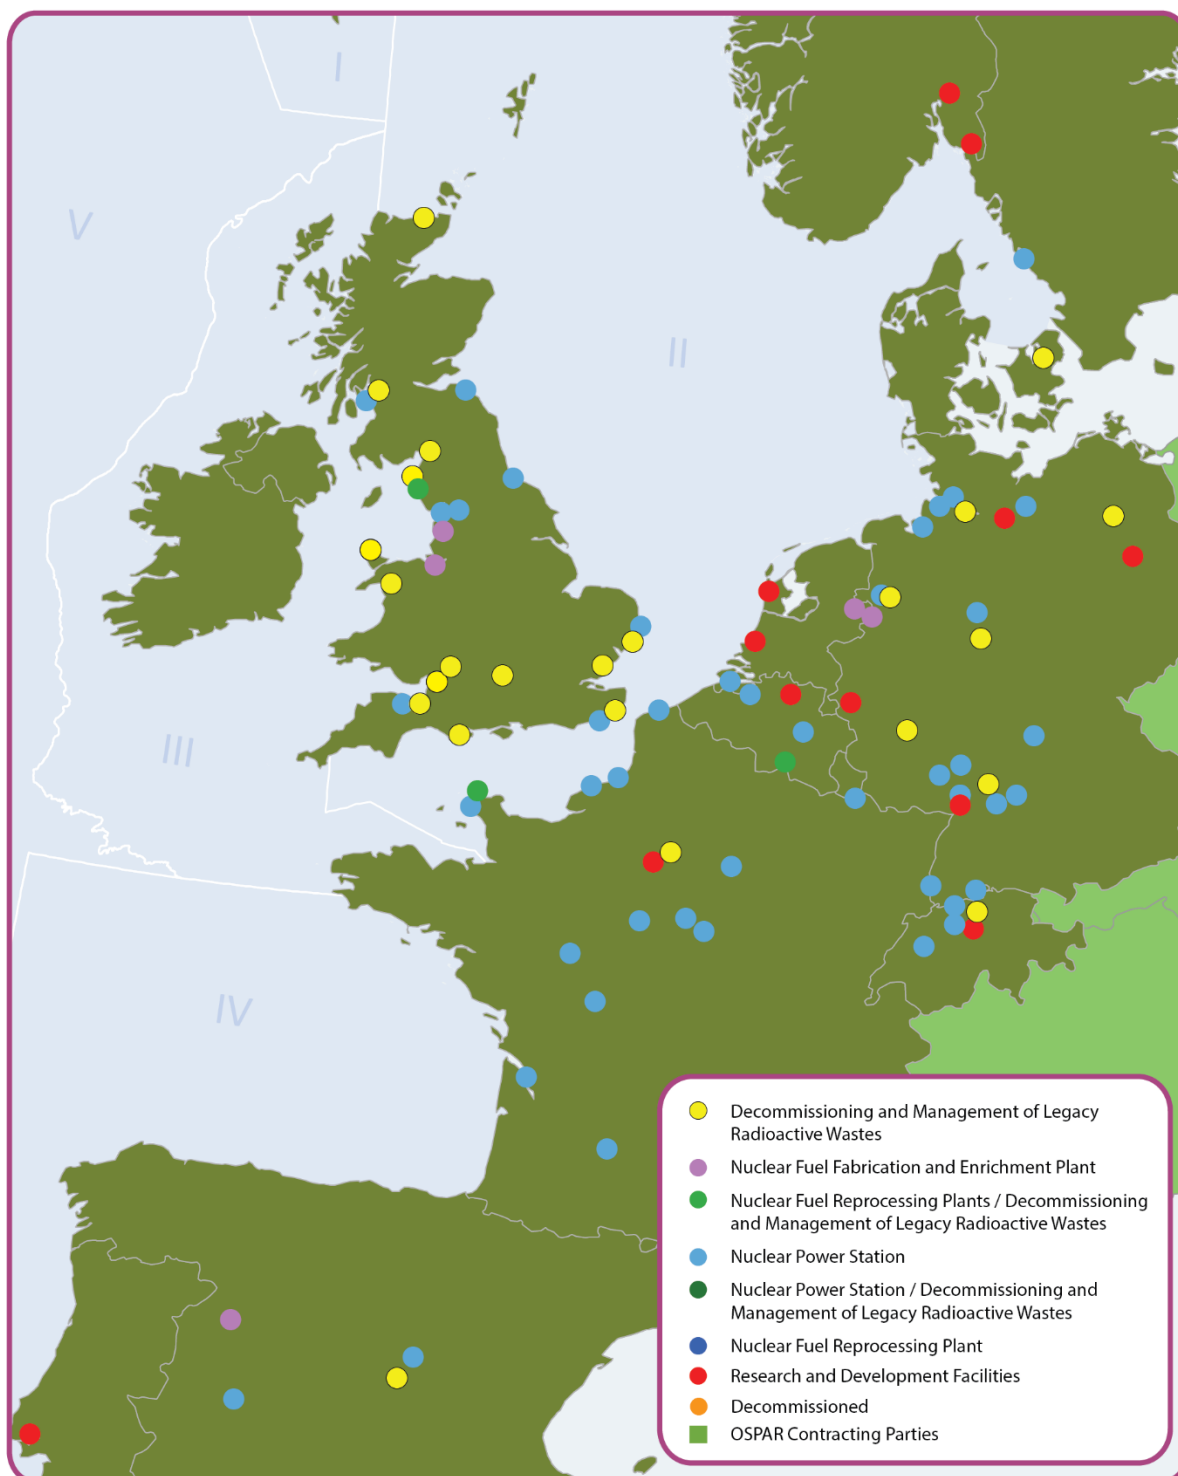 I
V
II
III
IV
Decommissioning and Management of Legacy
Radioactive Wastes
Nuclear Fuel Fabrication and Enrichment Plant
Nuclear Fuel Reprocessing Plants / Decommissioning
and Management of Legacy Radioactive Wastes
Nuclear Power Station
Nuclear Power Station / Decommissioning and
Management of Legacy Radioactive Wastes
Nuclear Fuel Reprocessing Plant
Research and Development Facilities
Decommissioned
OSPAR Contracting Parties